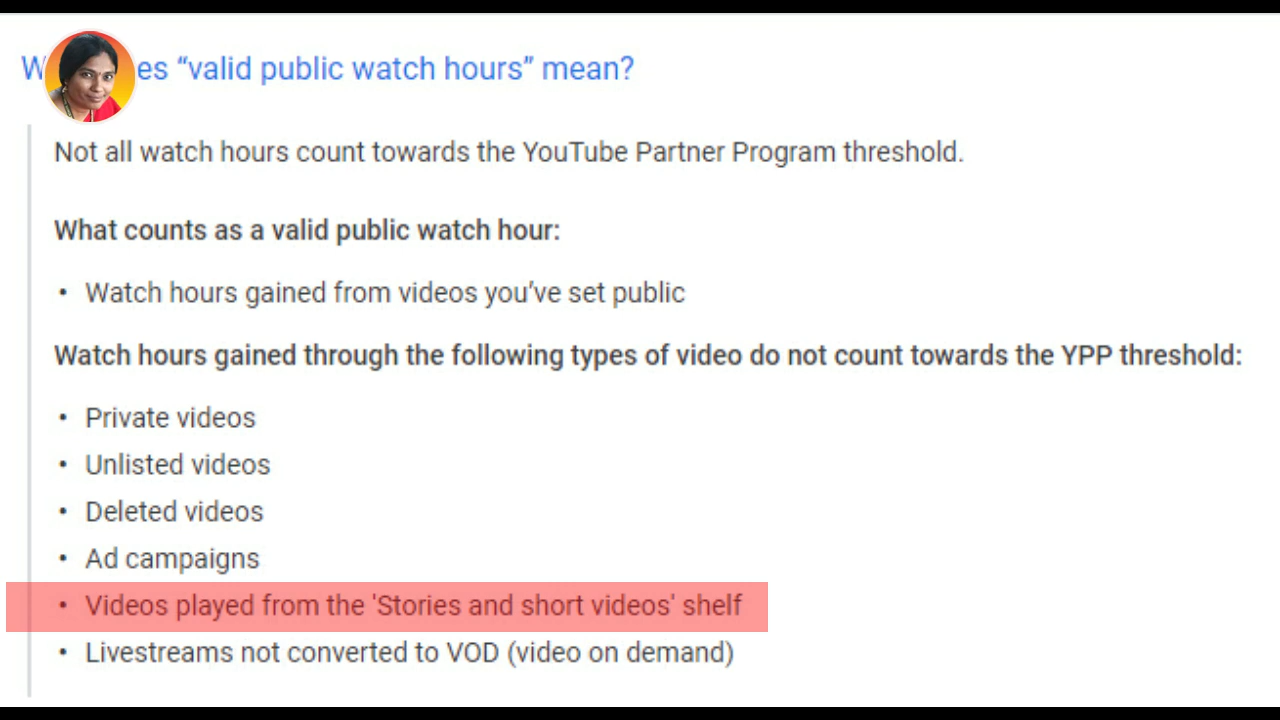 W es “valid public watch hours” mean?
Not all watch hours count towards the YouTube Partner Program threshold.
What counts as a valid public watch hour:
• Watch hours gained from videos you’ve set public
Watch hours gained through the following types of video do not count towards the YPP threshold:
• Private videos
• Unlisted videos
• Deleted videos
• Ad campaigns
• Videos played from the 'Stories and short videos' shelf
• Livestreams not converted to VOD (video on demand)